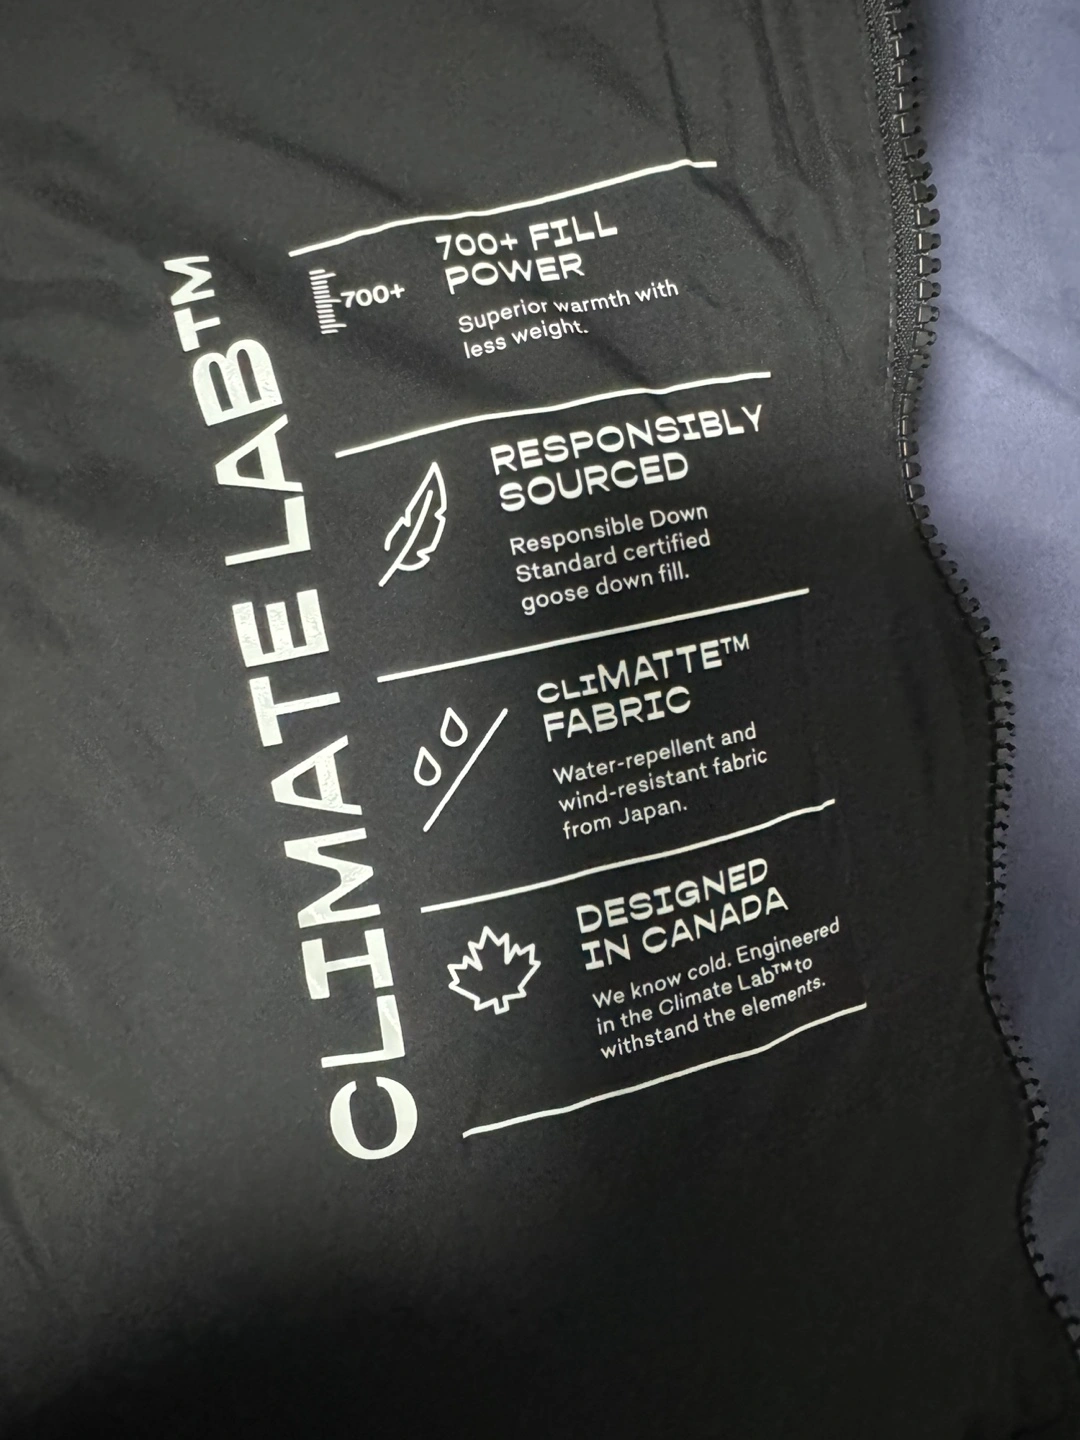 CLIMATE LAB™
700+
700+ FILL
POWER
Superior warmth with
less weight.
RESPONSIBLY
SOURCED
Responsible Down
Standard certified
goose down fill.
CLIMATTE™
FABRIC
Water-repellent and
wind-resistant fabric
from Japan.
DESIGNED
IN CANADA
We know cold. Engineered
in the Climate Lab™ to
withstand the elements.